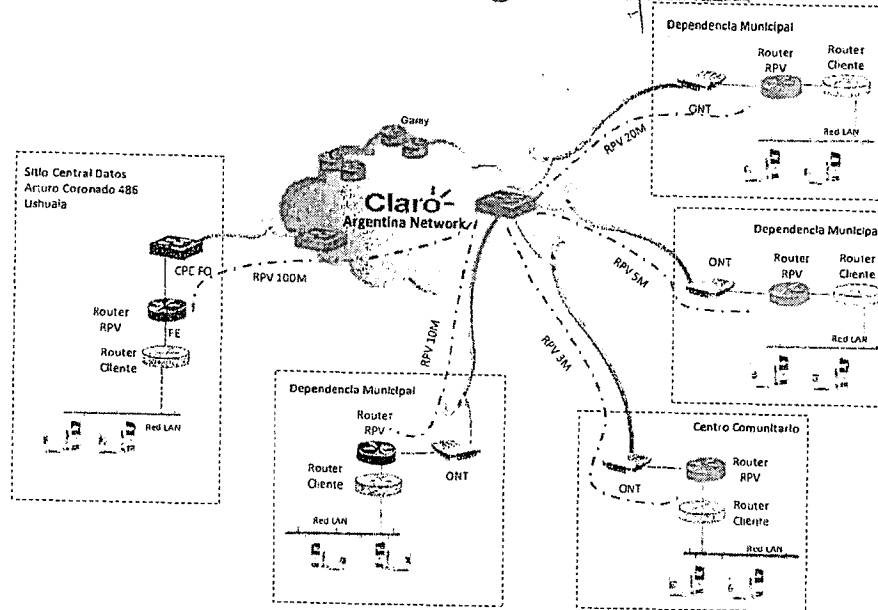 Dependencia Municipal
Router
RPV
Router
Cliente
ONT
Red LAN
RPV 20M
Garay
Claro-
Argentina Network
Sitio Central Datos
Arturo Coronado 486
Ushuaia
CPE FO
RPV 100M
Router
RPV
FE
Router
Cliente
Red LAN
Dependencia Municipa
ONT
Router
RPV
Router
Cliente
Red LAN
RPV 5M
RPV 10M
RPV 3M
Dependencia Municipal
Router
RPV
Router
Cliente
ONT
Red LAN
Centro Comunitario
Router
RPV
ONT
Router
Cliente
Red LAN